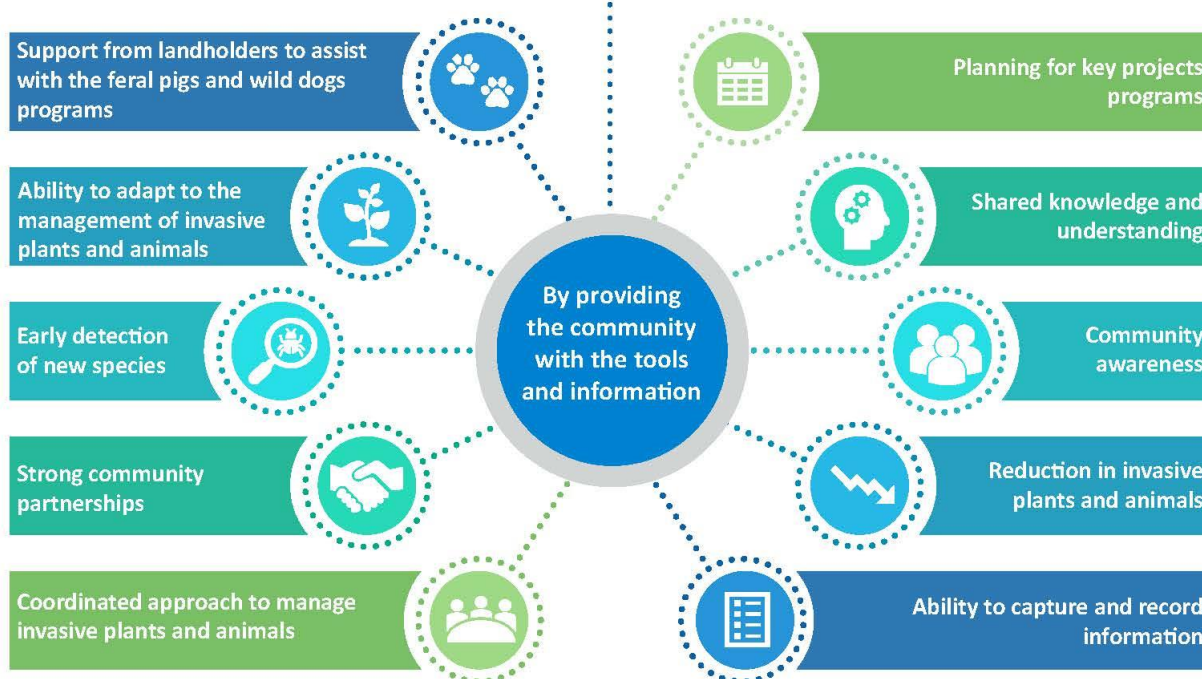 Support from landholders to assist
with the feral pigs and wild dogs
programs
Ability to adapt to the
management of invasive
plants and animals
Early detection
of new species
Strong community
partnerships
Coordinated approach to manage
invasive plants and animals
By providing
the community
with the tools
and information
Planning for key projects
programs
Shared knowledge and
understanding
Community
awareness
Reduction in invasive
plants and animals
Ability to capture and record
information